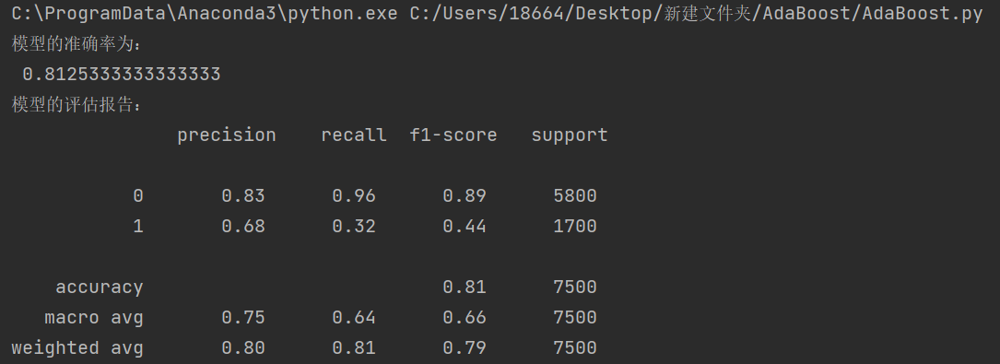 C:\ProgramData\Anaconda3\python.exe C:/Users/18664/Desktop/新建文件夹/AdaBoost/AdaBoost.py
模型的准确率为：
0.8125333333333333
模型的评估报告：
precision recall f1-score support
0 0.83 0.96 0.89 5800
1 0.68 0.32 0.44 1700
accuracy 0.81 7500
macro avg 0.75 0.64 0.66 7500
weighted avg 0.80 0.81 0.79 7500